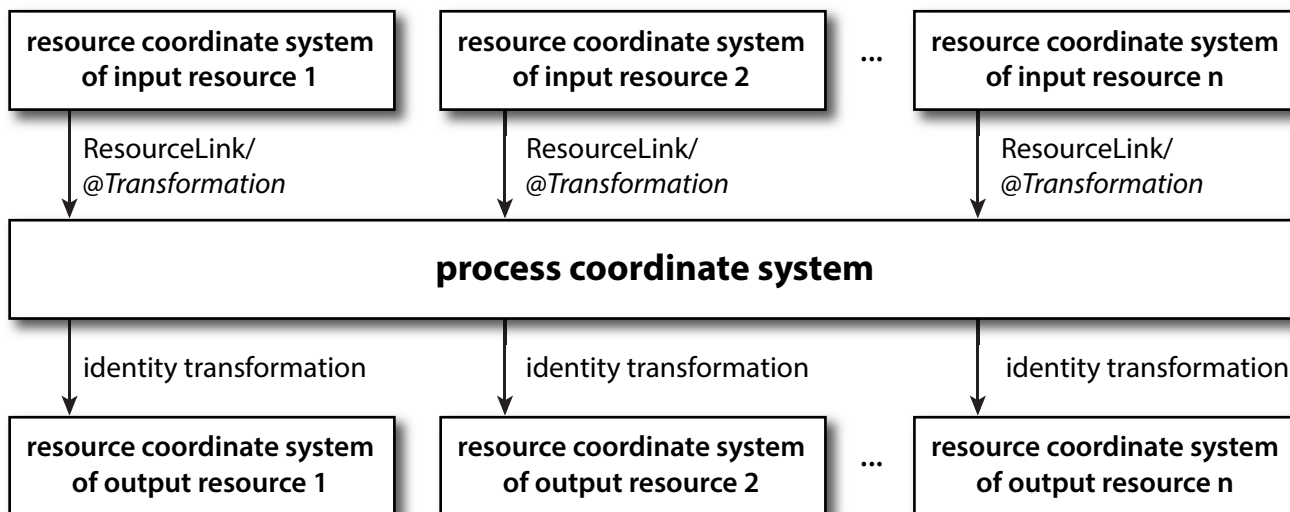 resource coordinate system
of input resource 1
resource coordinate system
of input resource 2
...
resource coordinate system
of input resource n
ResourceLink/
@Transformation
ResourceLink/
@Transformation
ResourceLink/
@Transformation
process coordinate system
identity transformation
identity transformation
identity transformation
resource coordinate system
of output resource 1
resource coordinate system
of output resource 2
...
resource coordinate system
of output resource n